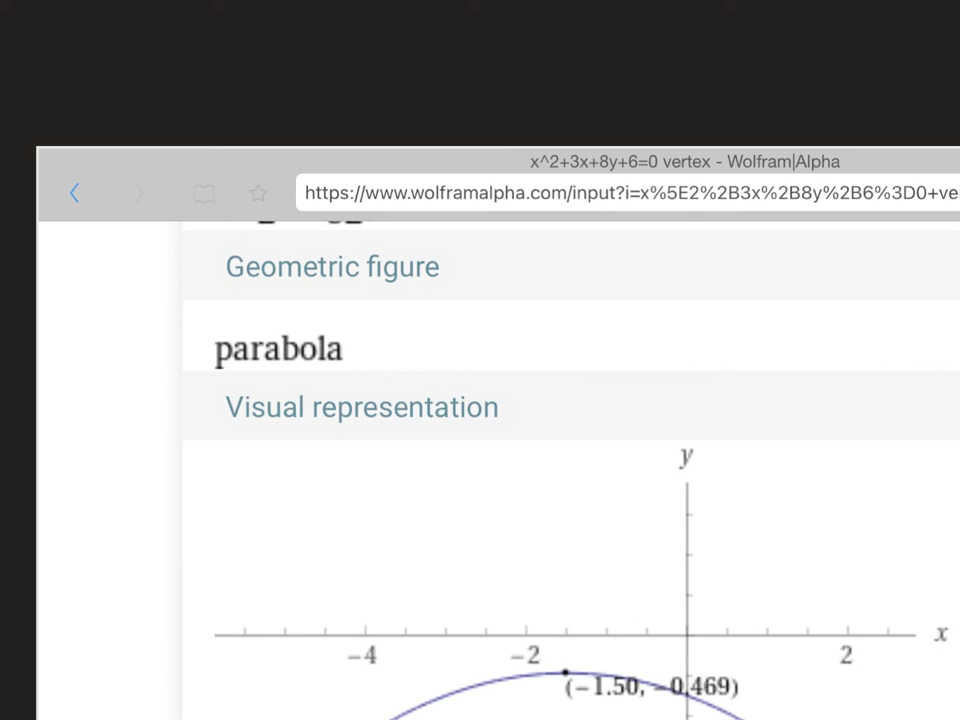 x^2+3x+8y+6=0 vertex - Wolfram|Alpha
https://www.wolframalpha.com/input?i=x%5E2%2B3x%2B8y%2B6%3D0+ve
Geometric figure
parabola
Visual representation
y
x
−4 −2 2
(−1.50, −0.469)